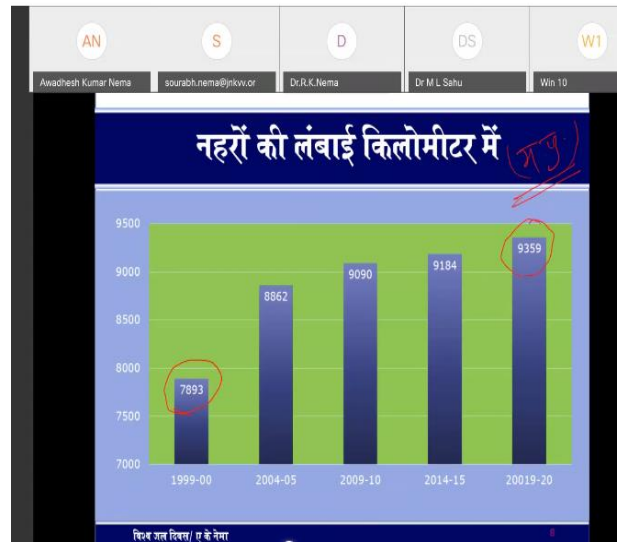 AN
S
D
DS
W1
Awadhesh Kumar Nema
sourabh.nema@jnkvv.or
Dr.R.K.Nema
Dr M L Sahu
Win 10
नहरों की लंबाई किलोमीटर में (म.प्र.)
9500
9000
8500
8000
7500
7000
7893
8862
9090
9184
9359
1999-00
2004-05
2009-10
2014-15
20019-20
विश्व जल दिवस/ ए के नेमा